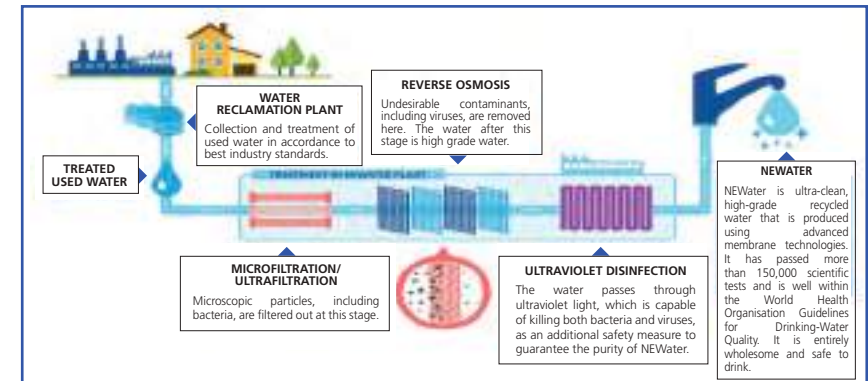 WATER
RECLAMATION PLANT
Collection and treatment of
used water in accordance to
best industry standards.
REVERSE OSMOSIS
Undesirable contaminants,
including viruses, are removed
here. The water after this
stage is high grade water.
TREATED
USED WATER
TREATMENT IN NEWATER PLANT
MICROFILTRATION/
ULTRAFILTRATION
Microscopic particles, including
bacteria, are filtered out at this stage.
ULTRAVIOLET DISINFECTION
The water passes through
ultraviolet light, which is capable
of killing both bacteria and viruses,
as an additional safety measure to
guarantee the purity of NEWater.
NEWATER
NEWater is ultra-clean,
high-grade recycled
water that is produced
using advanced
membrane technologies.
It has passed more
than 150,000 scientific
tests and is well within
the World Health
Organisation Guidelines
for Drinking-Water
Quality. It is entirely
wholesome and safe to
drink.